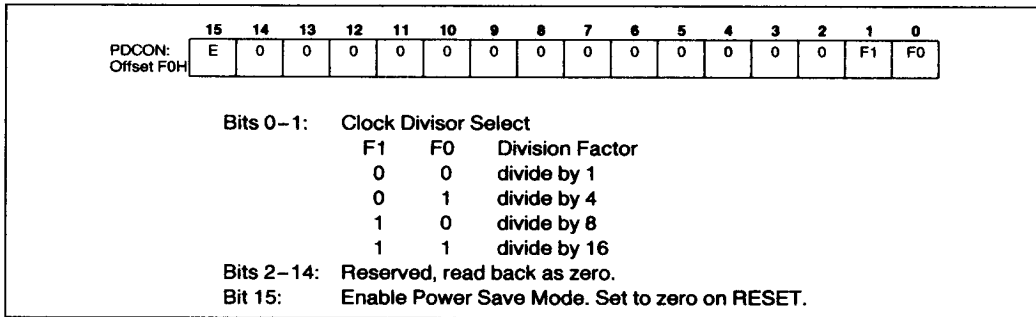 15 14 13 12 11 10 9 8 7 6 5 4 3 2 1 0
PDCON: E 0 0 0 0 0 0 0 0 0 0 0 0 0 F1 F0
Offset F0H
Bits 0–1: Clock Divisor Select
F1 F0 Division Factor
0 0 divide by 1
0 1 divide by 4
1 0 divide by 8
1 1 divide by 16
Bits 2–14: Reserved, read back as zero.
Bit 15: Enable Power Save Mode. Set to zero on RESET.